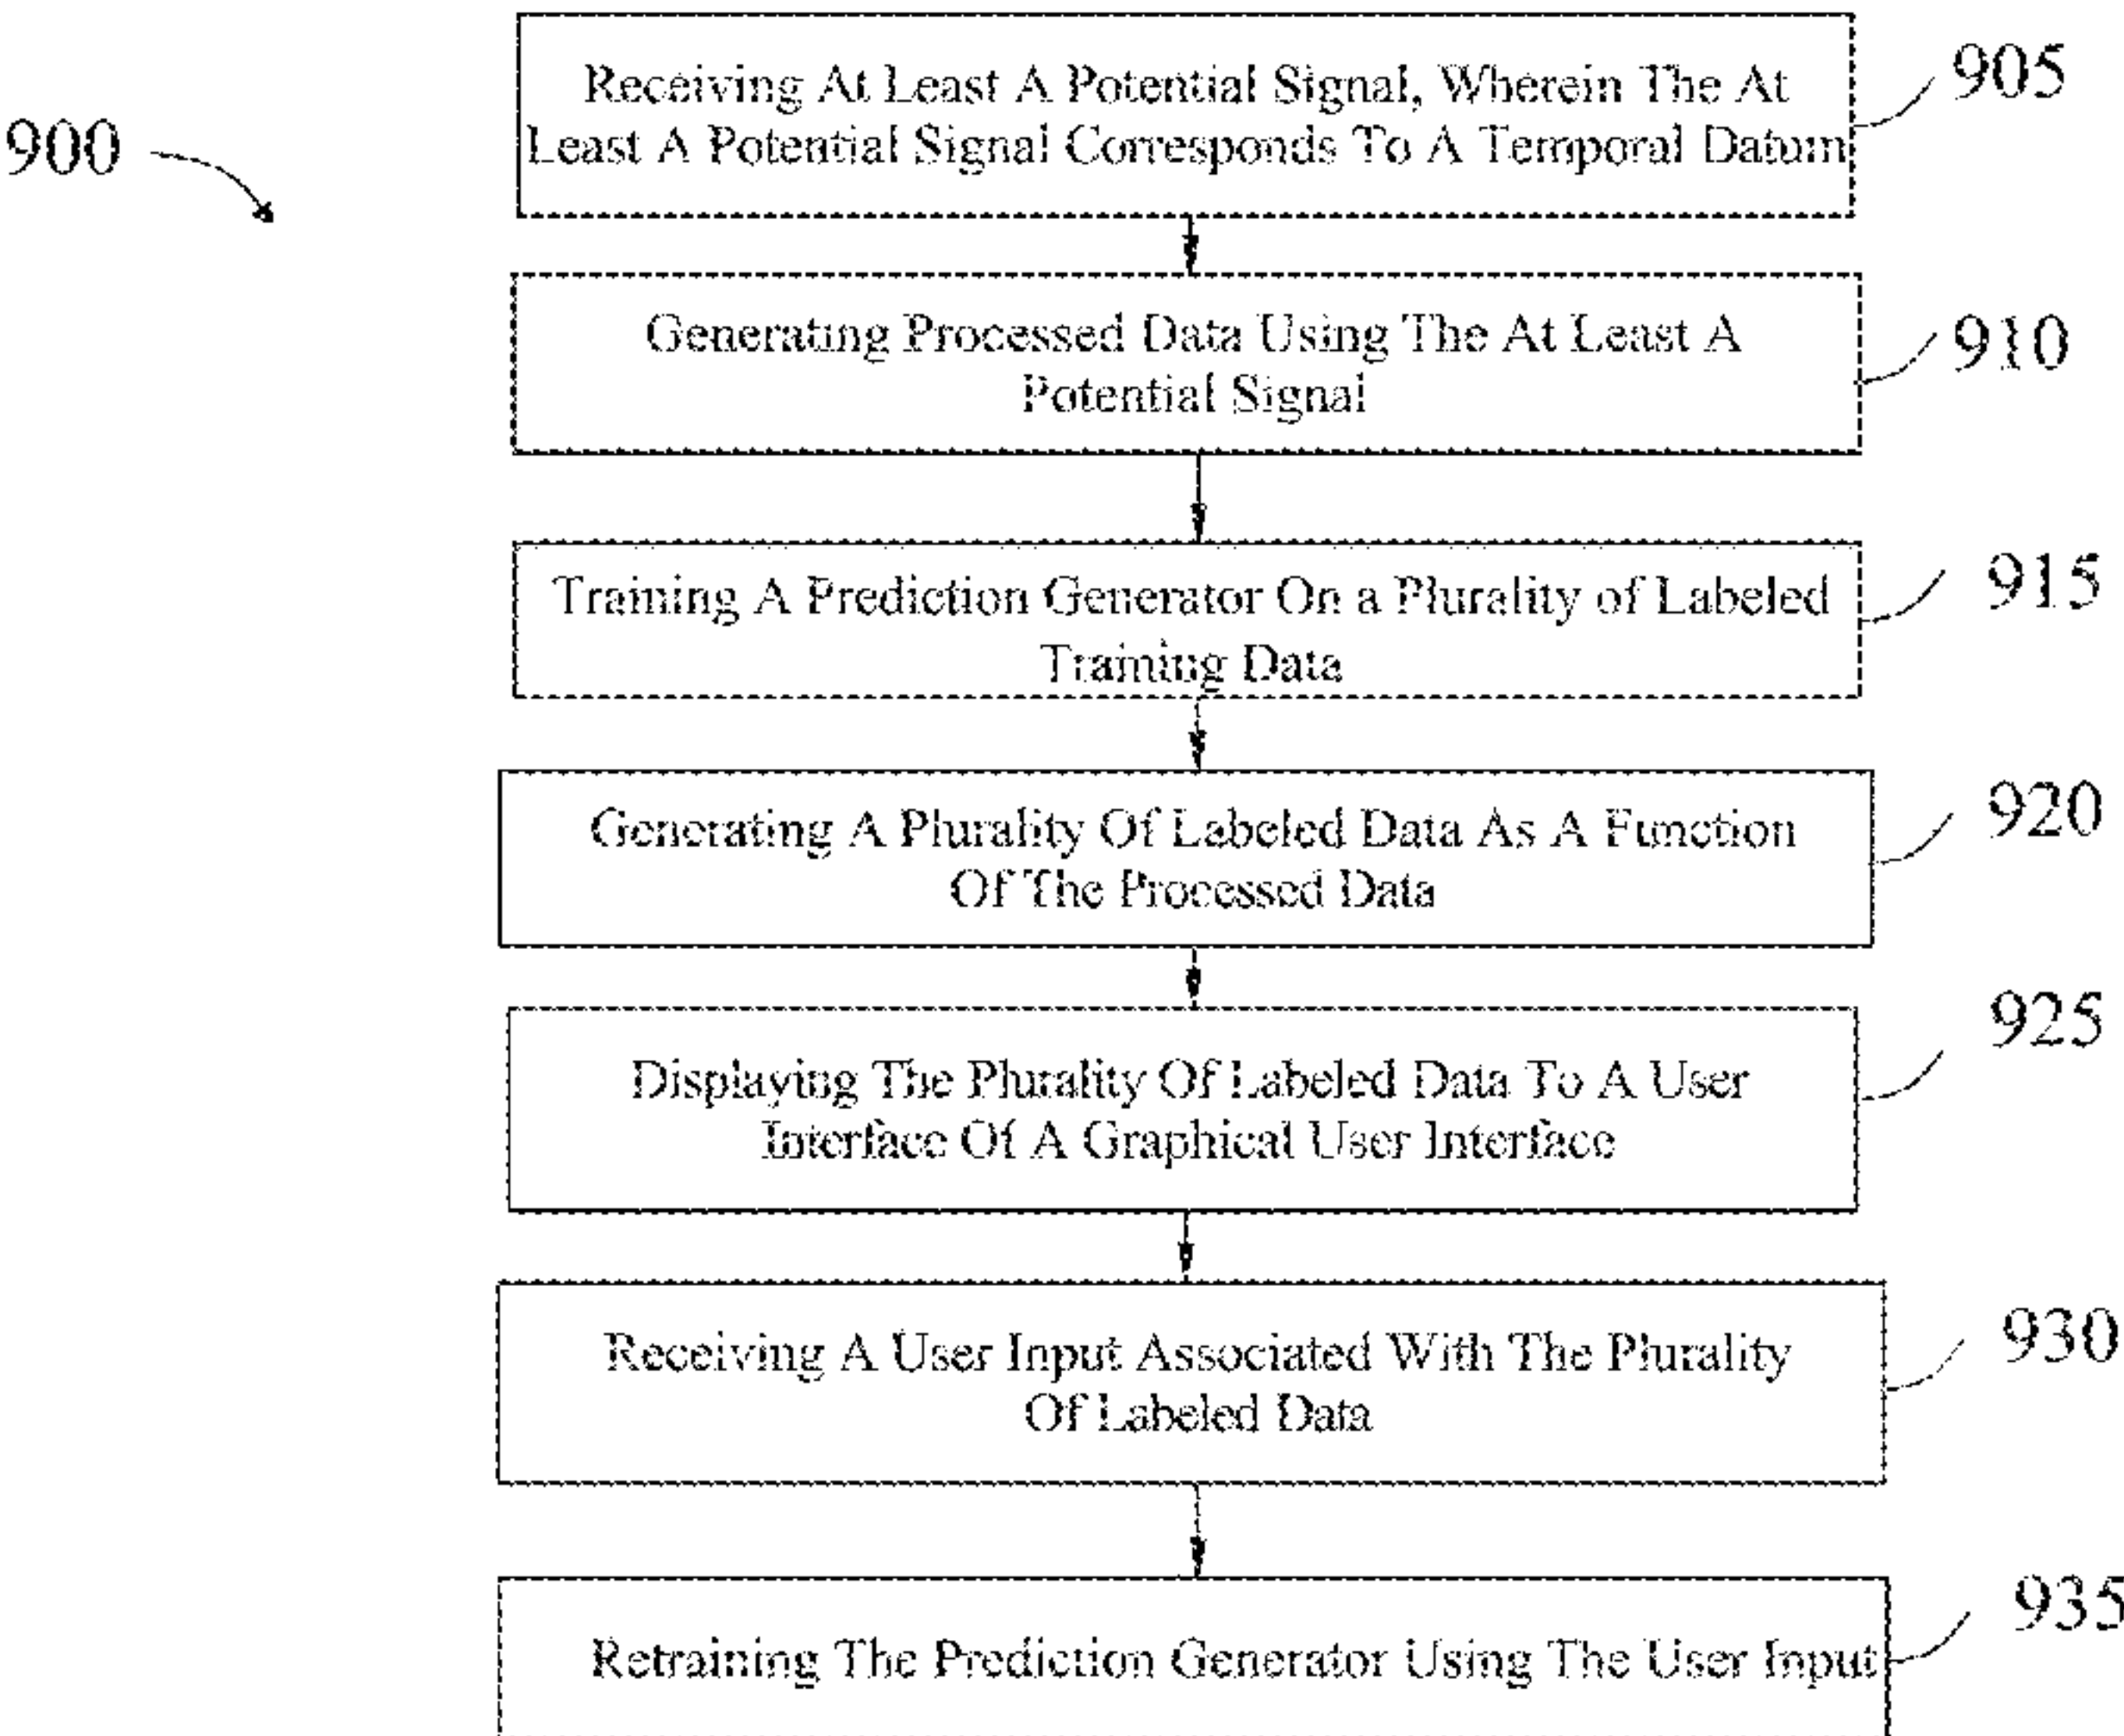 900
Receiving At Least A Potential Signal, Wherein The At
Least A Potential Signal Corresponds To A Temporal Datum
905
Generating Processed Data Using The At Least A
Potential Signal
910
Training A Prediction Generator On a Plurality of Labeled
Training Data
915
Generating A Plurality Of Labeled Data As A Function
Of The Processed Data
920
Displaying The Plurality Of Labeled Data To A User
Interface Of A Graphical User Interface
925
Receiving A User Input Associated With The Plurality
Of Labeled Data
930
Retraining The Prediction Generator Using The User Input
935